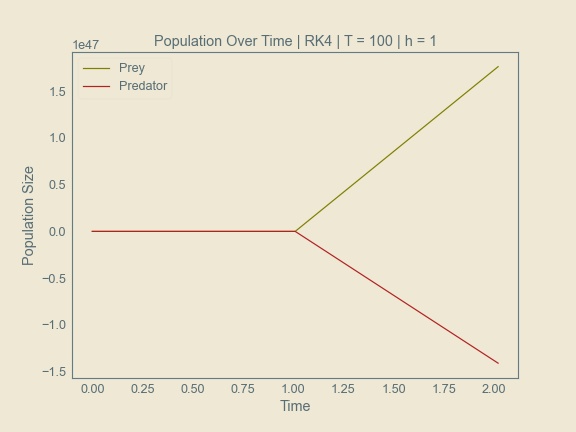 Population Over Time | RK4 | T = 100 | h = 1
1e47
Prey
Predator
1.5
1.0
0.5
0.0
−0.5
−1.0
−1.5
Population Size
0.00 0.25 0.50 0.75 1.00 1.25 1.50 1.75 2.00
Time